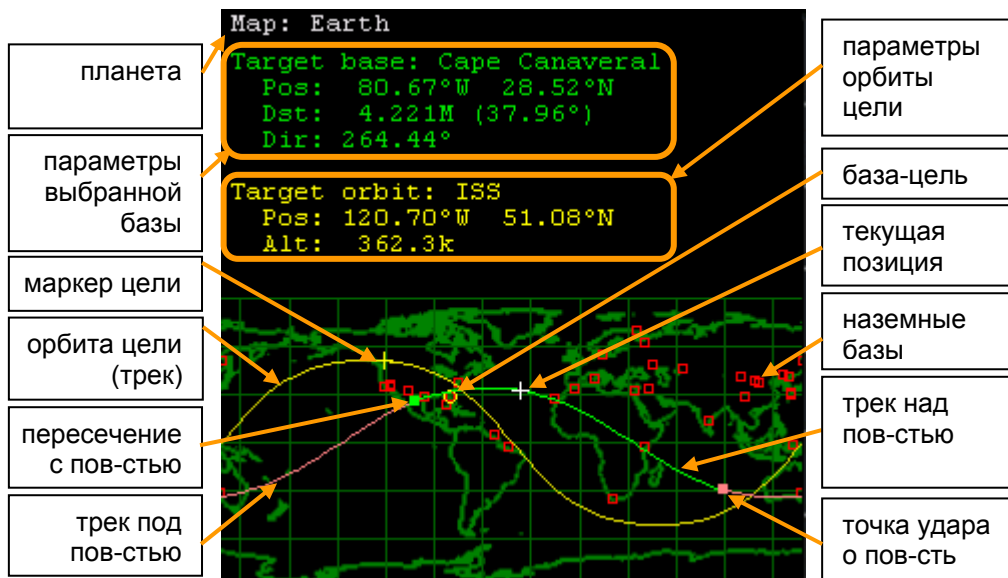 Map: Earth
Target base: Cape Canaveral
Pos: 80.67°W 28.52°N
Dst: 4.221M (37.96°)
Dir: 264.44°
Target orbit: ISS
Pos: 120.70°W 51.08°N
Alt: 362.3k
планета
параметры
выбранной
базы
маркер цели
орбита цели
(трек)
пересечение
с пов-стью
трек под
пов-стью
параметры
орбиты
цели
база-цель
текущая
позиция
наземные
базы
трек над
пов-стью
точка удара
о пов-сть